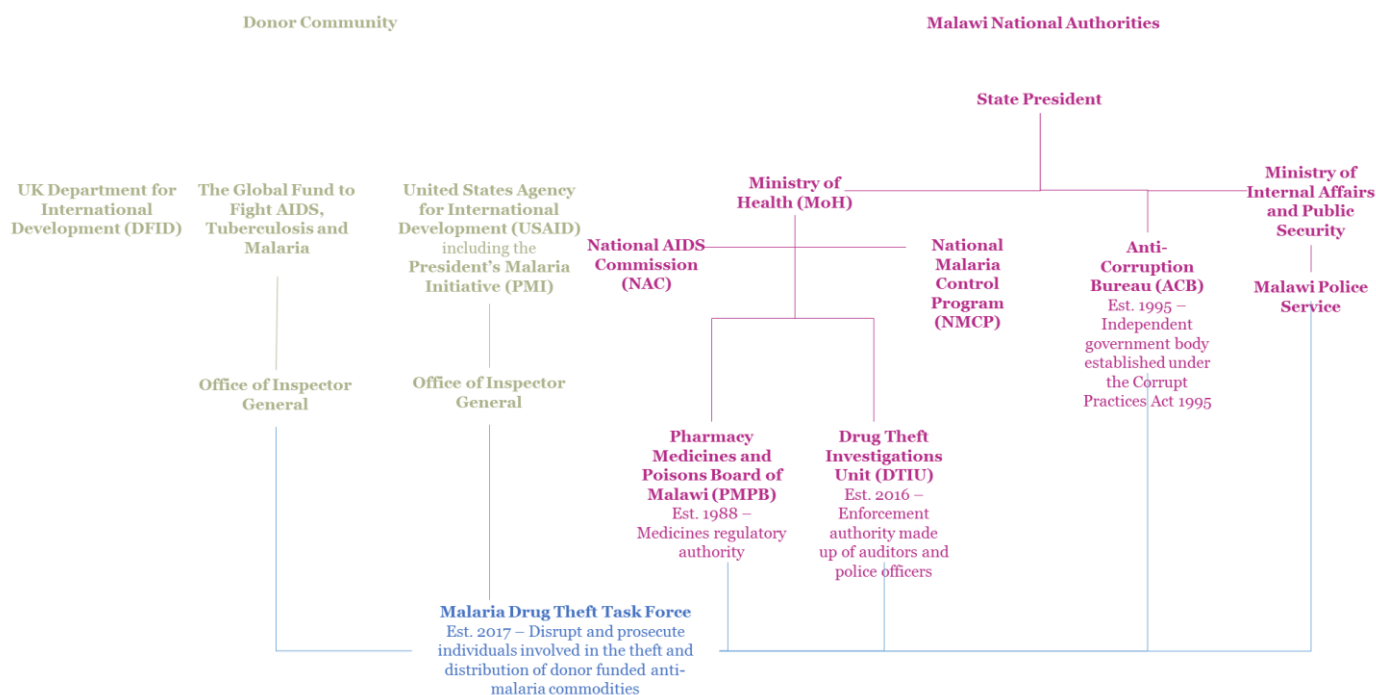 Donor Community
Malawi National Authorities
State President
UK Department for
International
Development (DFID)
The Global Fund to
Fight AIDS,
Tuberculosis and
Malaria
United States Agency
for International
Development (USAID)
including the
President's Malaria
Initiative (PMI)
Ministry of
Health (MoH)
Ministry of
Internal Affairs
and Public
Security
National AIDS
Commission
(NAC)
National
Malaria
Control
Program
(NMCP)
Anti-
Corruption
Bureau (ACB)
Est. 1995 –
Independent
government body
established under
the Corrupt
Practices Act 1995
Malawi Police
Service
Office of Inspector
General
Office of Inspector
General
Pharmacy
Medicines and
Poisons Board of
Malawi (PMPB)
Est. 1988 –
Medicines regulatory
authority
Drug Theft
Investigations
Unit (DTIU)
Est. 2016 –
Enforcement
authority made
up of auditors and
police officers
Malaria Drug Theft Task Force
Est. 2017 – Disrupt and prosecute
individuals involved in the theft and
distribution of donor funded anti-
malaria commodities